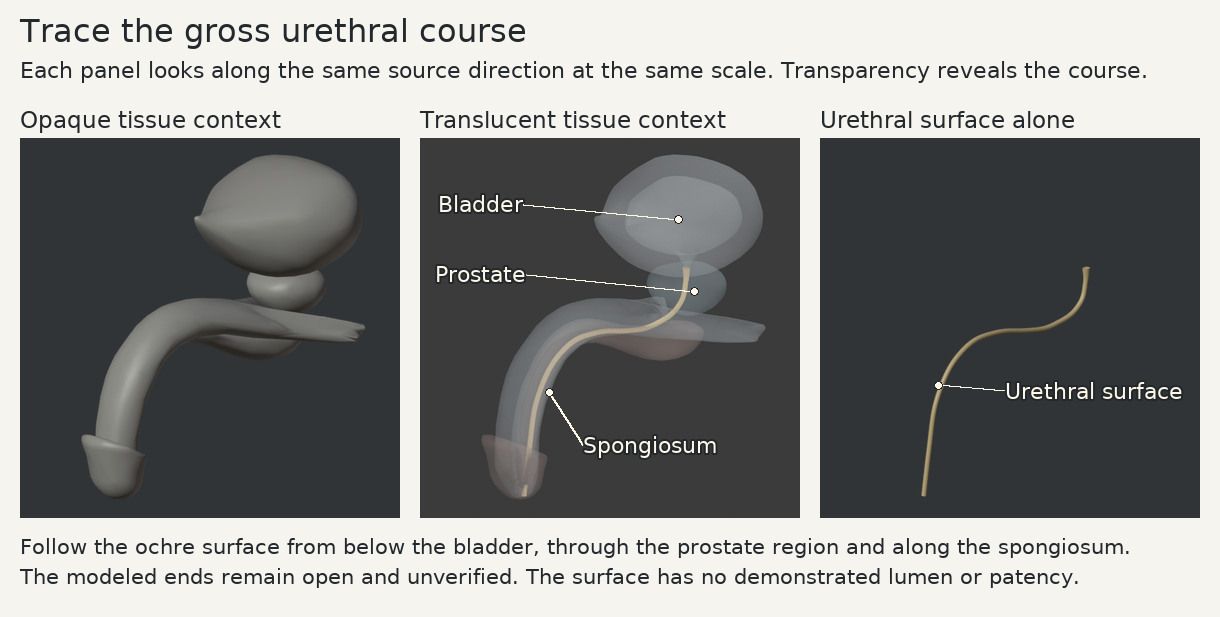 Trace the gross urethral course
Each panel looks along the same source direction at the same scale. Transparency reveals the course.
Opaque tissue context
Translucent tissue context
Urethral surface alone
Bladder
Prostate
Spongiosum
Urethral surface
Follow the ochre surface from below the bladder, through the prostate region and along the spongiosum.
The modeled ends remain open and unverified. The surface has no demonstrated lumen or patency.